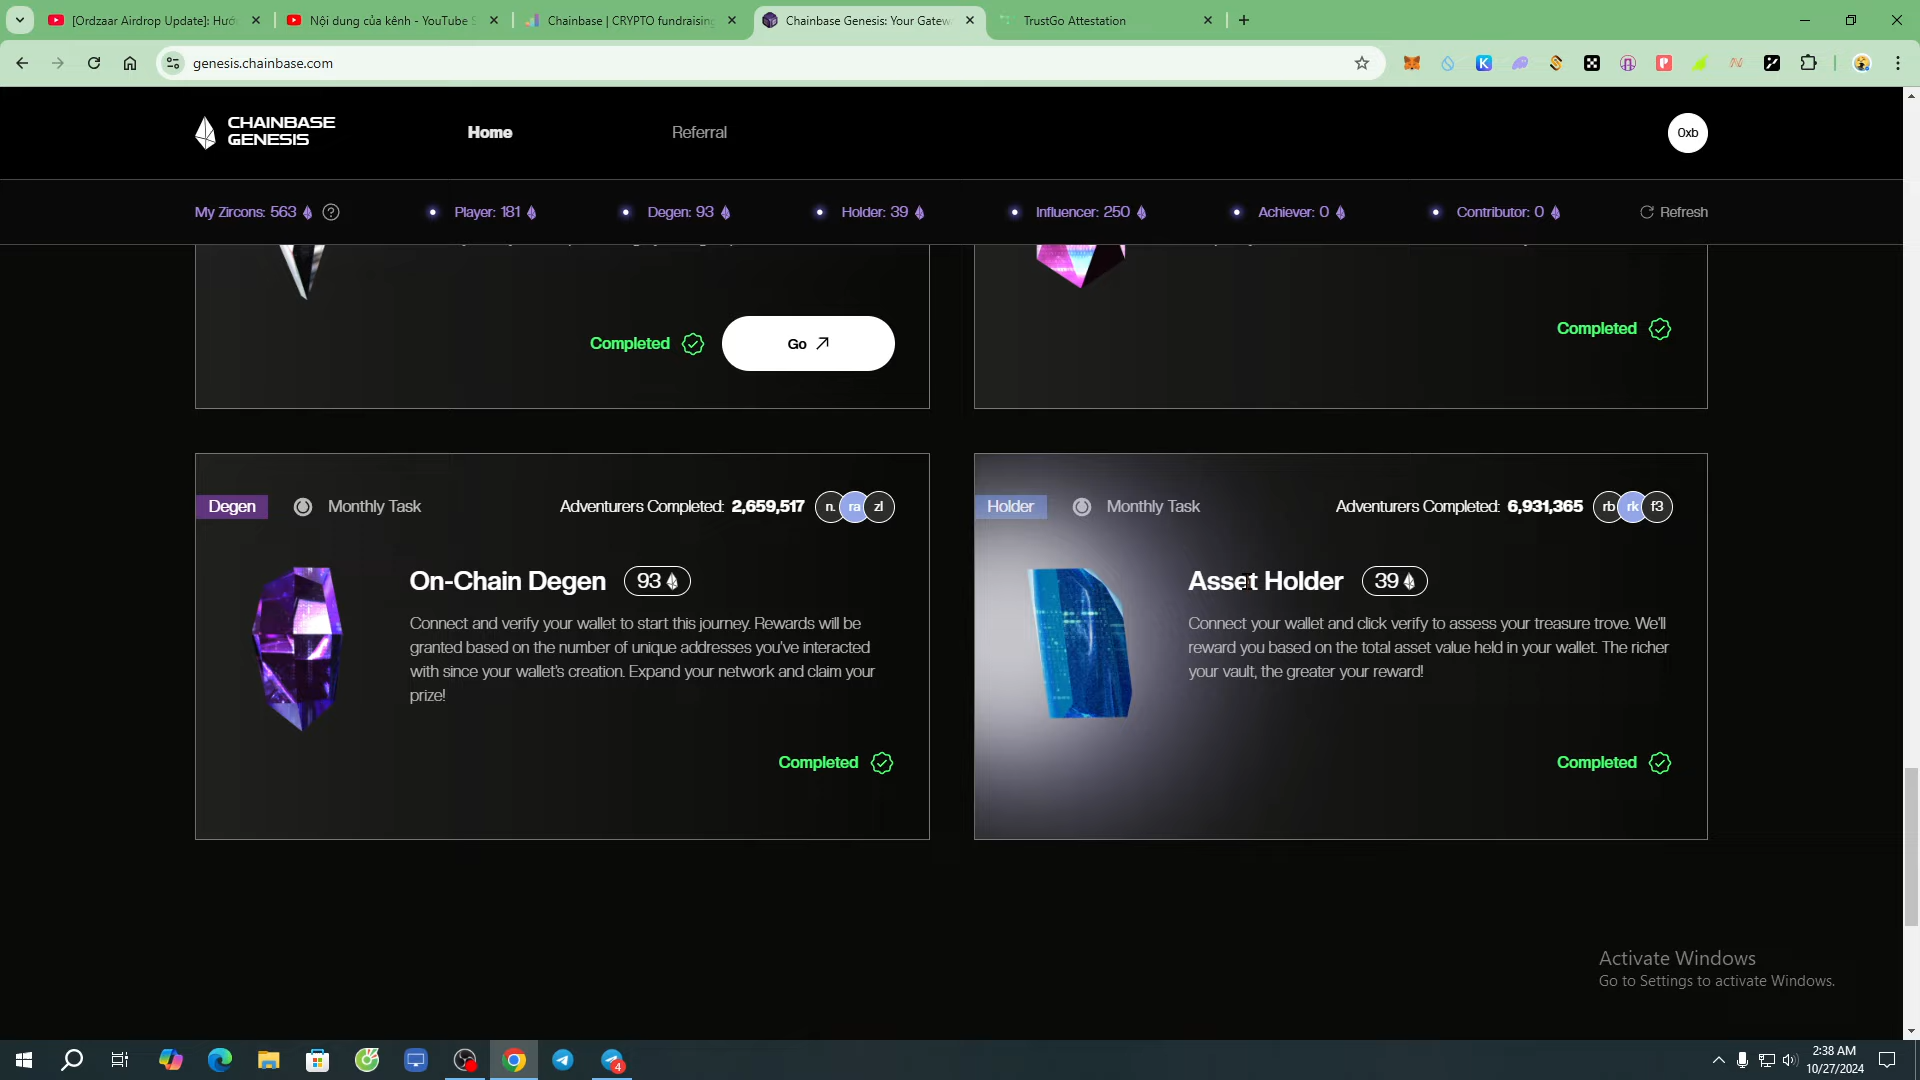 [Ordzaar Airdrop Update]: Hướ
Nội dung của kênh - YouTube S
Chainbase | CRYPTO fundraising
Chainbase Genesis: Your Gatew
TrustGo Attestation
genesis.chainbase.com
CHAINBASE
GENESIS
Home
Referral
0xb
My Zircons: 563
Player: 181
Degen: 93
Holder: 39
Influencer: 250
Achiever: 0
Contributor: 0
Refresh
Completed
Go
Completed
Degen
Monthly Task
Adventurers Completed: 2,659,517
n.
ra
zl
On-Chain Degen
93
Connect and verify your wallet to start this journey. Rewards will be
granted based on the number of unique addresses you've interacted
with since your wallet's creation. Expand your network and claim your
prize!
Completed
Holder
Monthly Task
Adventurers Completed: 6,931,365
rb
rk
f3
Asset Holder
39
Connect your wallet and click verify to assess your treasure trove. We'll
reward you based on the total asset value held in your wallet. The richer
your vault, the greater your reward!
Completed
Activate Windows
Go to Settings to activate Windows.
4
2:38 AM
10/27/2024